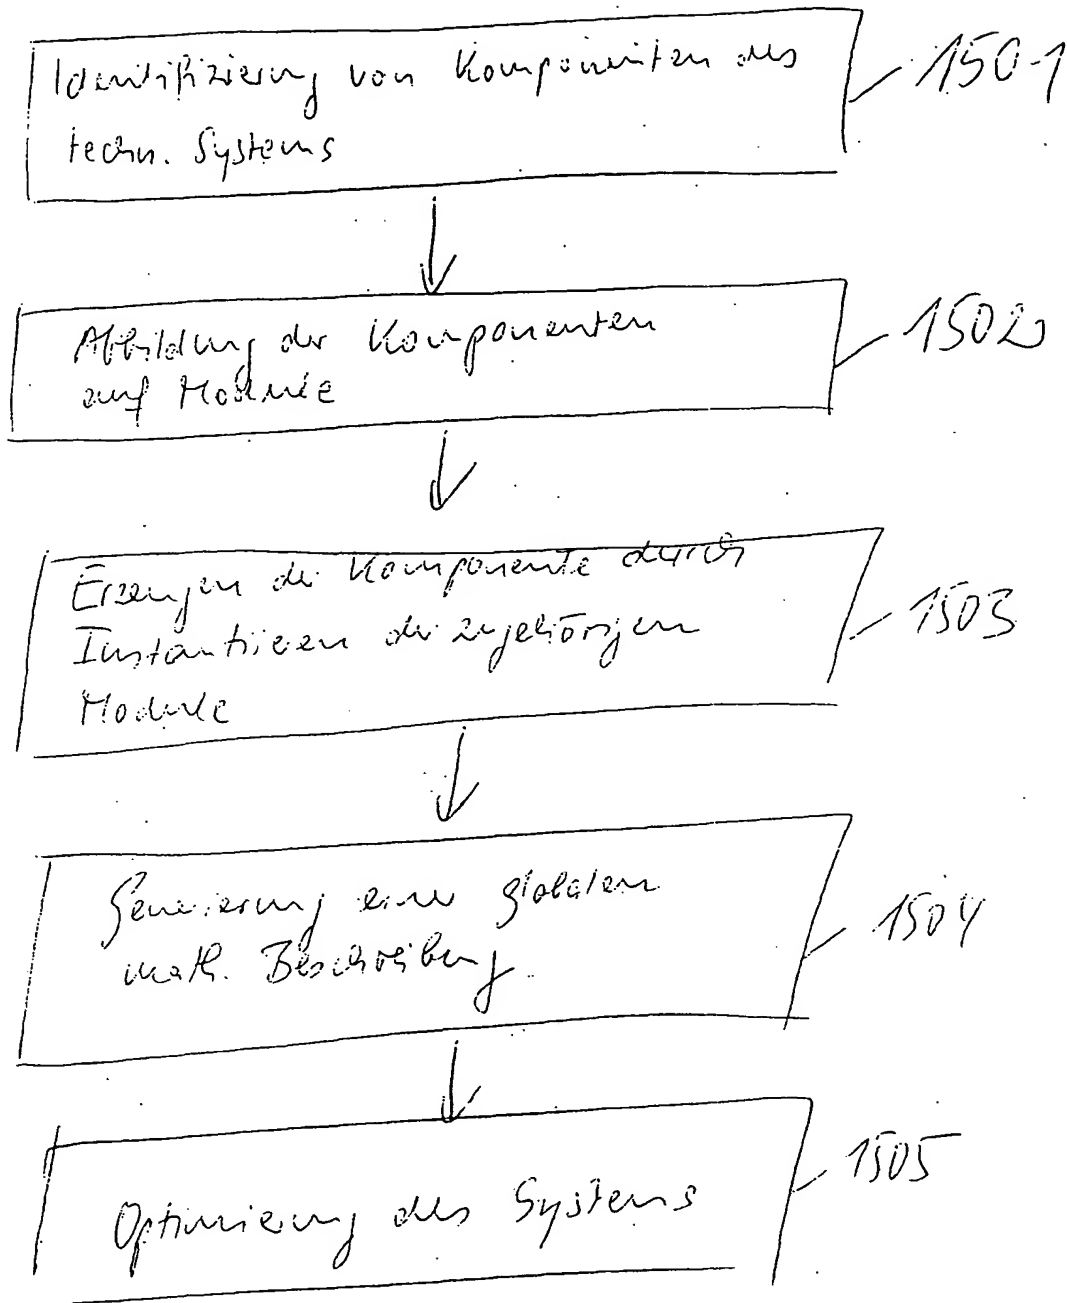 Identifizierung von Komponenten des
1501
techn. Systems
Abbildung der Komponenten
1502
auf Module
Erzeugen der Komponente durch
Instantiieren der zugehörigen
1503
Module
Generierung einer globalen
math. Beschreibung
1504
Optimierung des Systems
1505